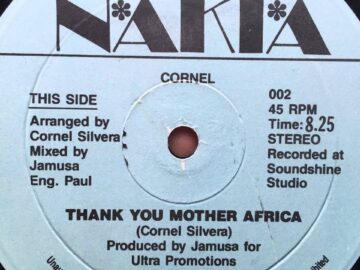 NAKIA
CORNEL
THIS SIDE
Arranged by
Cornel Silvera
Mixed by
Jamusa
Eng. Paul
002
45 RPM
Time: 8.25
STEREO
Recorded at
Soundshine
Studio
THANK YOU MOTHER AFRICA
(Cornel Silvera)
Produced by Jamusa for
Ultra Promotions